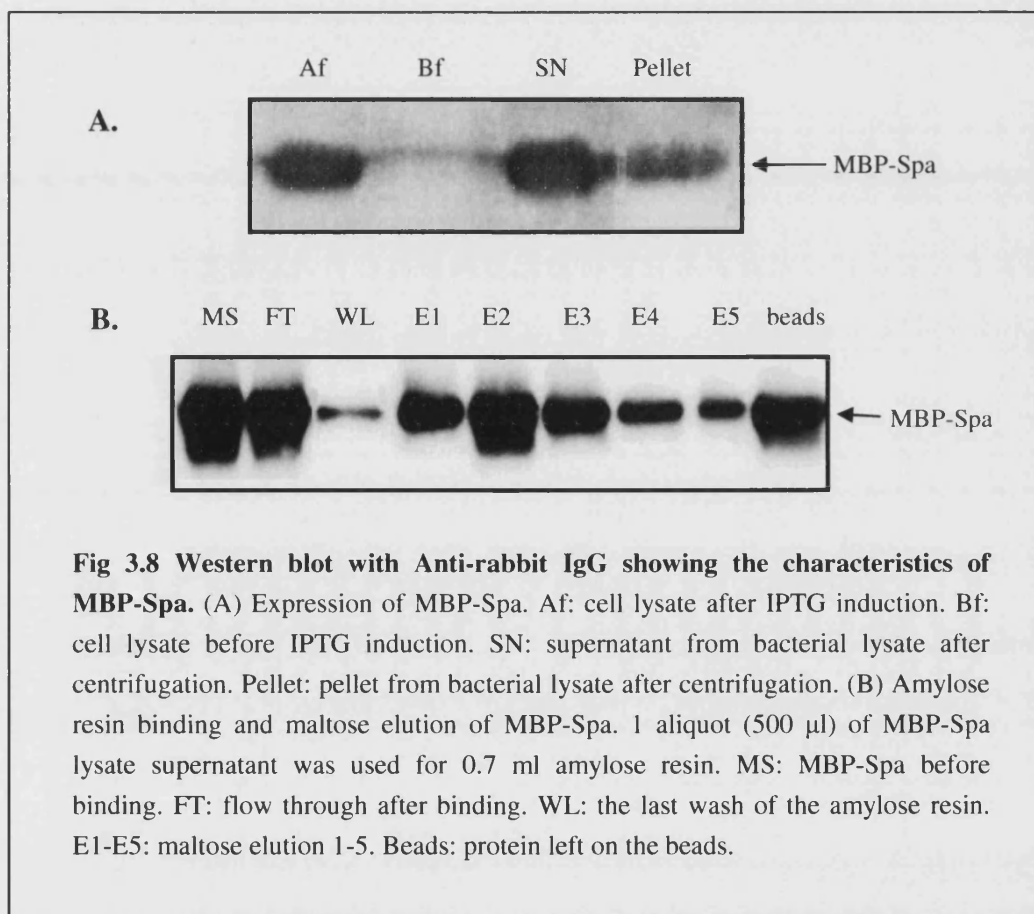 Af Bf SN Pellet
A.
MBP-Spa
B. MS FT WL E1 E2 E3 E4 E5 beads
MBP-Spa
Fig 3.8 Western blot with Anti-rabbit IgG showing the characteristics of
MBP-Spa. (A) Expression of MBP-Spa. Af: cell lysate after IPTG induction. Bf:
cell lysate before IPTG induction. SN: supernatant from bacterial lysate after
centrifugation. Pellet: pellet from bacterial lysate after centrifugation. (B) Amylose
resin binding and maltose elution of MBP-Spa. 1 aliquot (500 µl) of MBP-Spa
lysate supernatant was used for 0.7 ml amylose resin. MS: MBP-Spa before
binding. FT: flow through after binding. WL: the last wash of the amylose resin.
E1-E5: maltose elution 1-5. Beads: protein left on the beads.